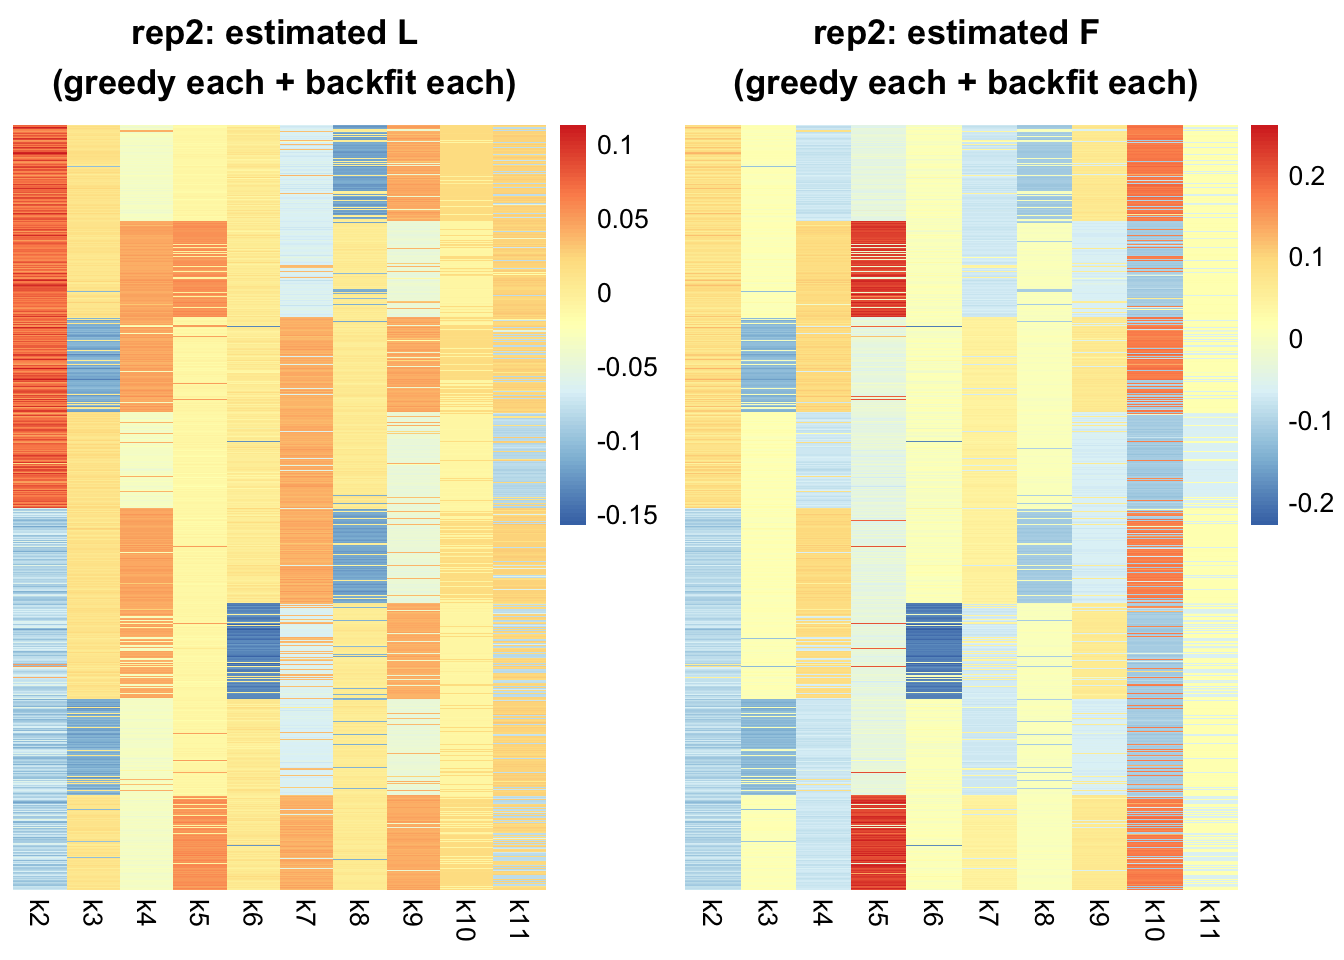 rep2: estimated L
(greedy each + backfit each)
0.1
0.05
0
-0.05
-0.1
-0.15
k2 k3 k4 k5 k6 k7 k8 k9 k10 k11
rep2: estimated F
(greedy each + backfit each)
0.2
0.1
0
-0.1
-0.2
k2 k3 k4 k5 k6 k7 k8 k9 k10 k11